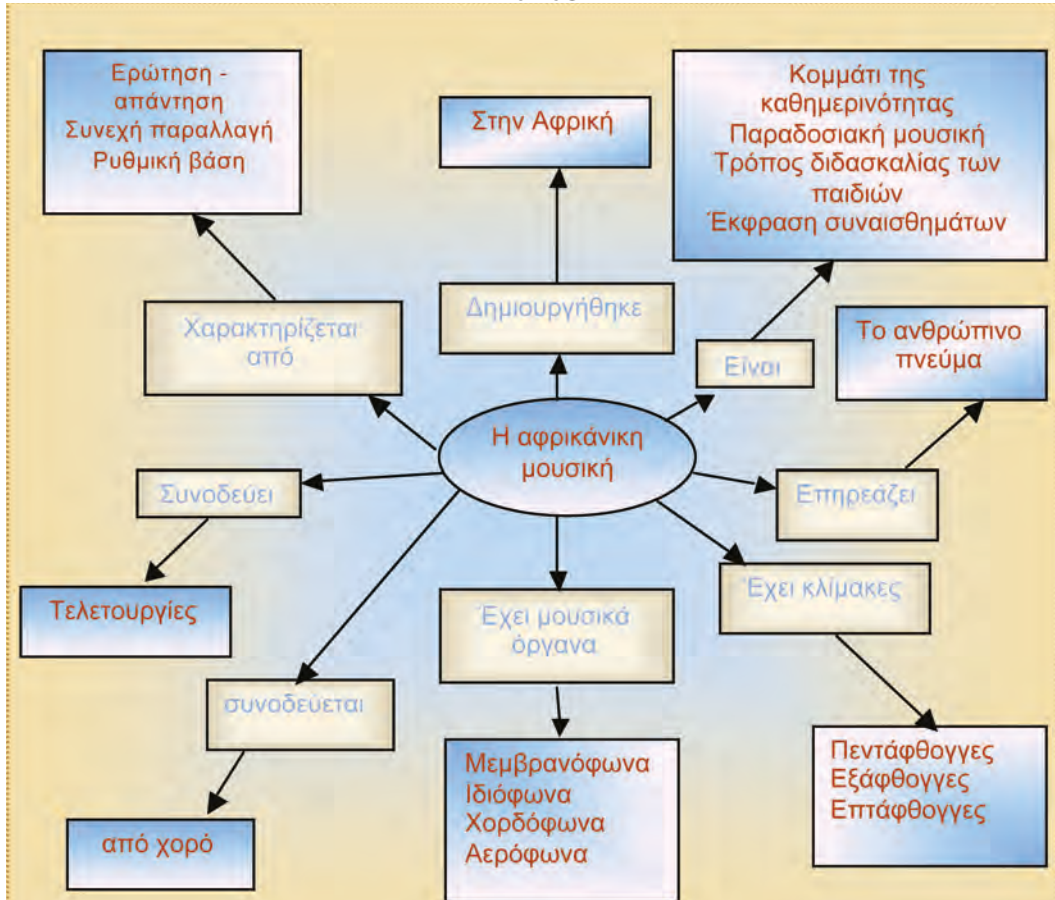 Ερώτηση -
απάντηση
Συνεχή παραλλαγή
Ρυθμική βάση
Στην Αφρική
Κομμάτι της
καθημερινότητας
Παραδοσιακή μουσική
Τρόπος διδασκαλίας των
παιδιών
Έκφραση συναισθημάτων
Χαρακτηρίζεται
από
Δημιουργήθηκε
Είναι
Το ανθρώπινο
πνεύμα
Η αφρικάνικη
μουσική
Συνοδεύει
Επηρεάζει
Τελετουργίες
Έχει μουσικά
όργανα
Έχει κλίμακες
συνοδεύεται
από χορό
Μεμβρανόφωνα
Ιδιόφωνα
Χορδόφωνα
Αερόφωνα
Πεντάφθογγες
Εξάφθογγες
Επτάφθογγες